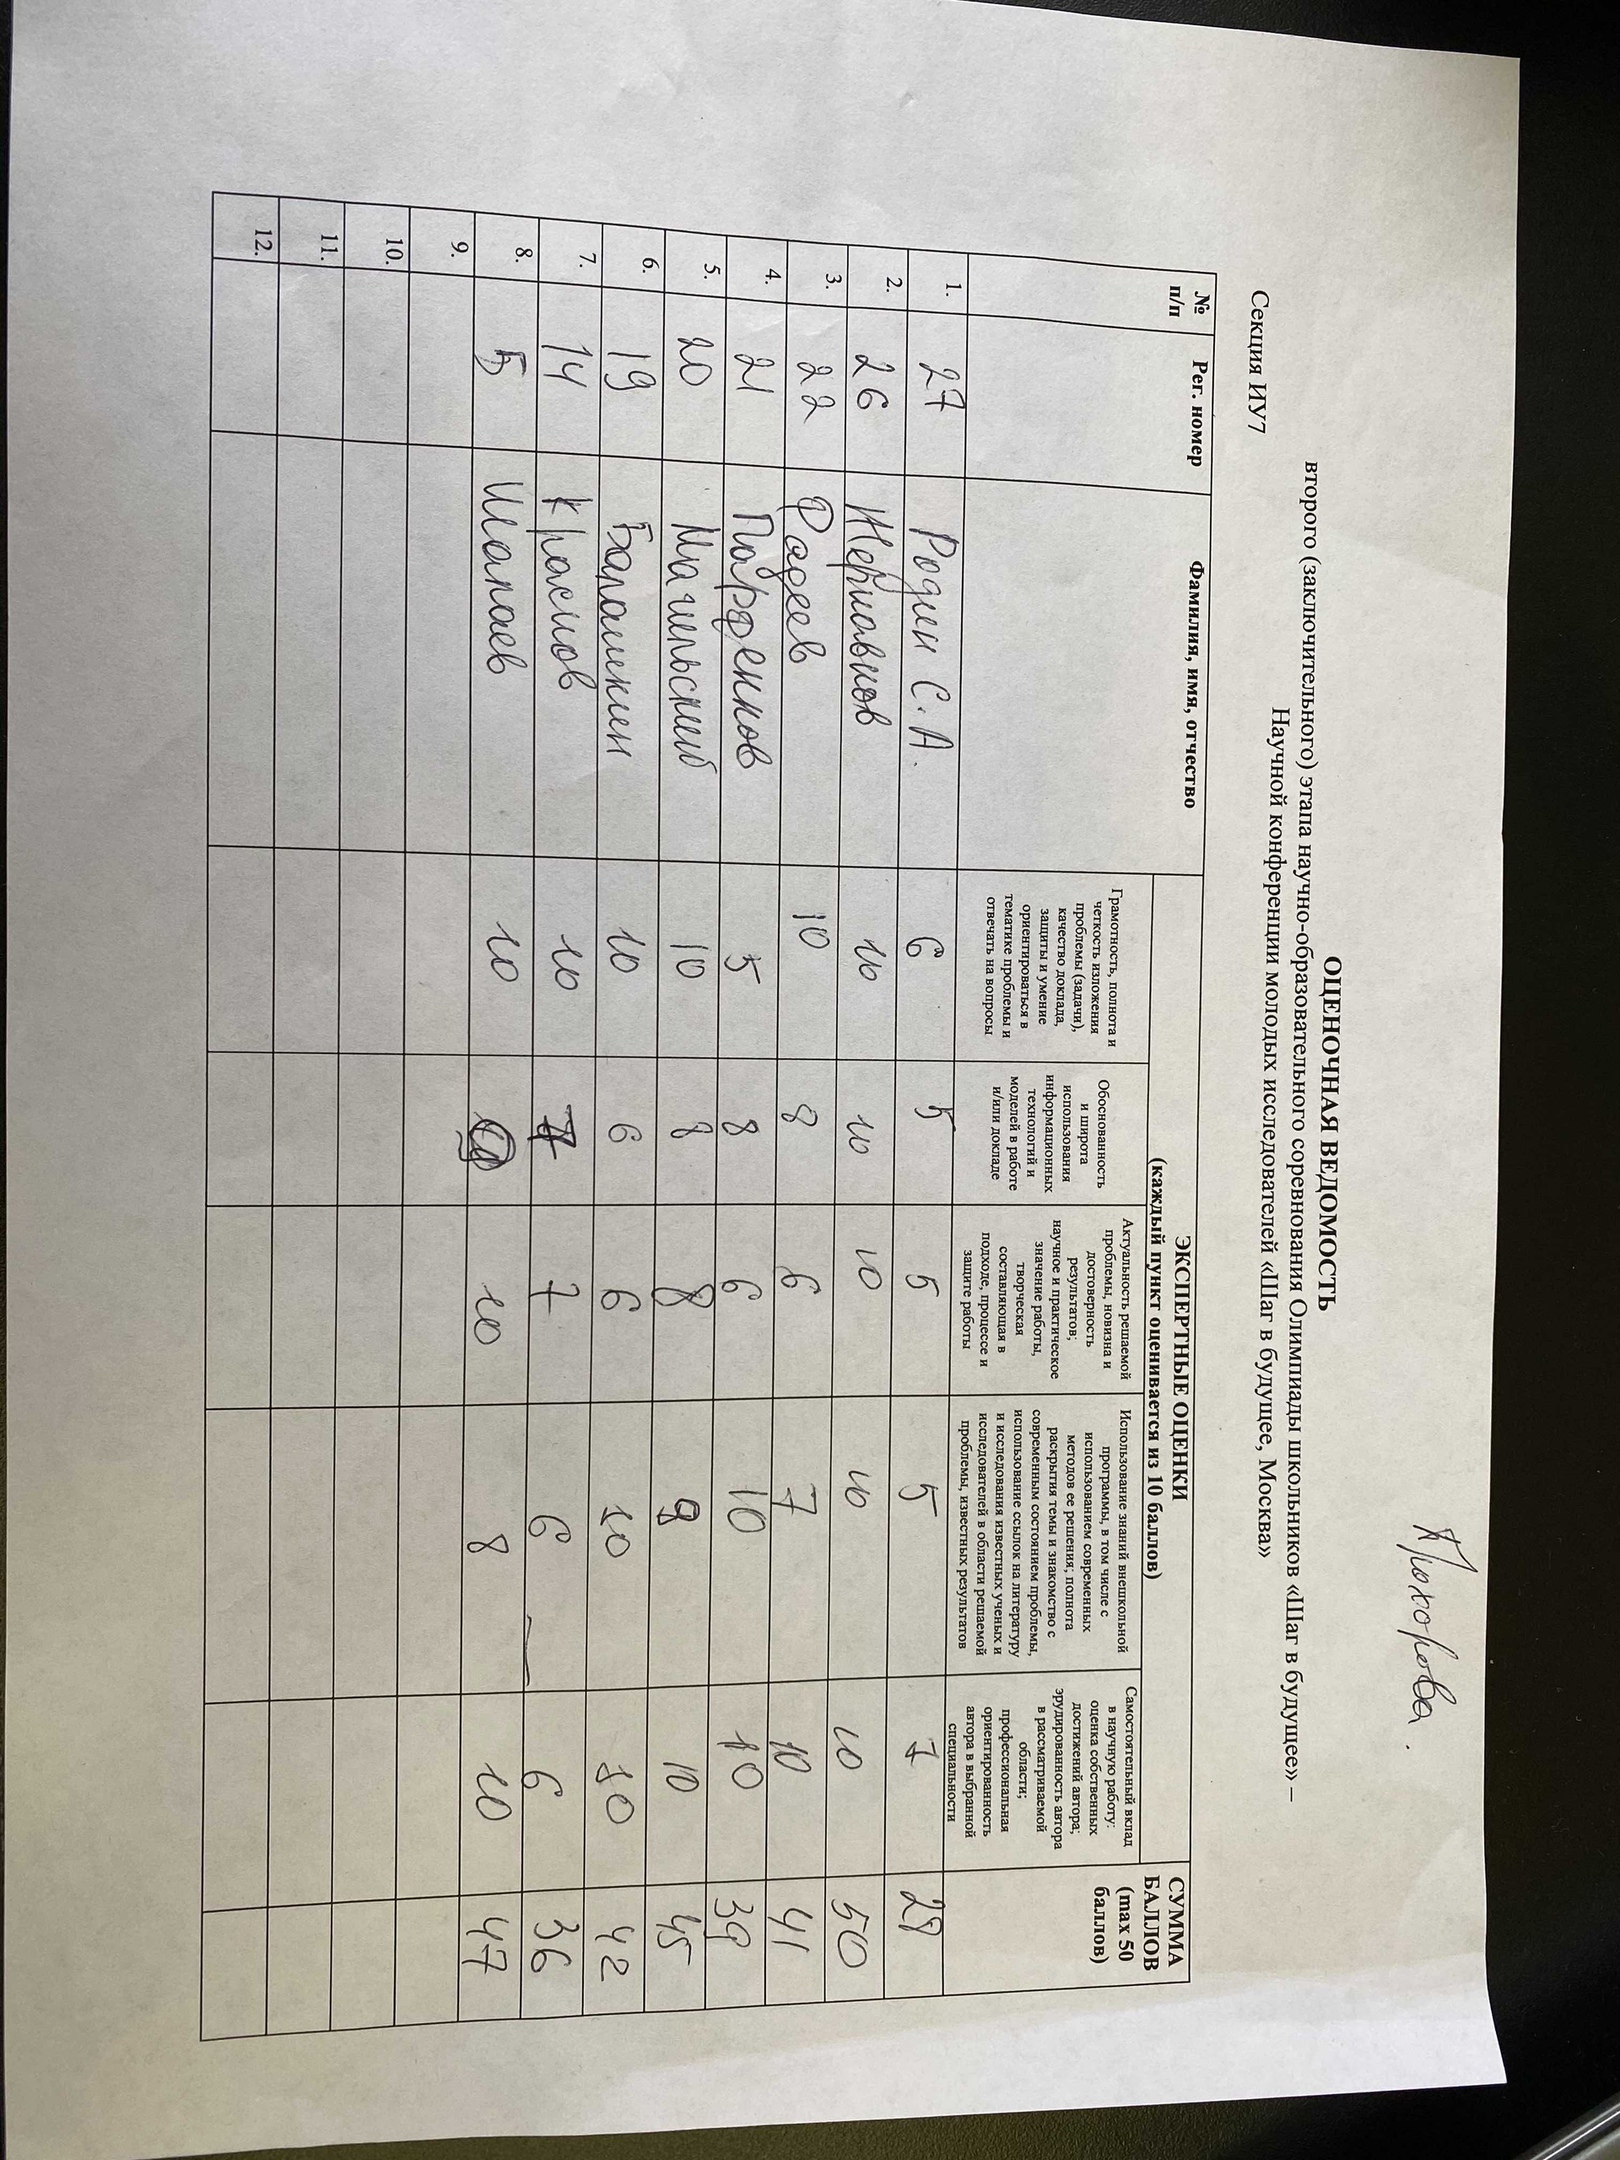 Прохорова.
ОЦЕНОЧНАЯ ВЕДОМОСТЬ
второго (заключительного) этапа научно-образовательного соревнования Олимпиады школьников «Шаг в будущее» –
Научной конференции молодых исследователей «Шаг в будущее, Москва»
Секция ИУ7
№
п/п
Рег. номер
Фамилия, имя, отчество
ЭКСПЕРТНЫЕ ОЦЕНКИ
(каждый пункт оценивается из 10 баллов)
СУММА
БАЛЛОВ
(max 50
баллов)
Грамотность, полнота и
четкость изложения
проблемы (задачи),
качество доклада,
защиты и умение
ориентироваться в
тематике проблемы и
отвечать на вопросы
Обоснованность
и широта
использования
информационных
технологий и
моделей в работе
и/или докладе
Актуальность решаемой
проблемы, новизна и
достоверность
результатов;
научное и практическое
значение работы,
творческая
составляющая в
подходе, процессе и
защите работы
Использование знаний внешкольной
программы, в том числе с
использованием современных
методов ее решения; полнота
раскрытия темы и знакомство с
современным состоянием проблемы,
использование ссылок на литературу
и исследования известных ученых и
исследователей в области решаемой
проблемы, известных результатов
Самостоятельный вклад
в научную работу:
оценка собственных
достижений автора;
эрудированность автора
в рассматриваемой
области;
профессиональная
ориентированность
автора в выбранной
специальности
1. 27 Родин С.А. 6 5 5 5 7 28
2. 26 10 10 10 10 10 50
3. 22 Фадеев 10 8 6 7 10 41
4. 21 Парфенков 5 8 6 10 10 39
5. 20 Магильский 10 8 8 9 10 45
6. 19 Барашкин 10 6 6 10 10 42
7. 14 Краснов 10 7 7 6 6 36
8. 5 Шапаев 10 10 8 10 47
9.
10.
11.
12.